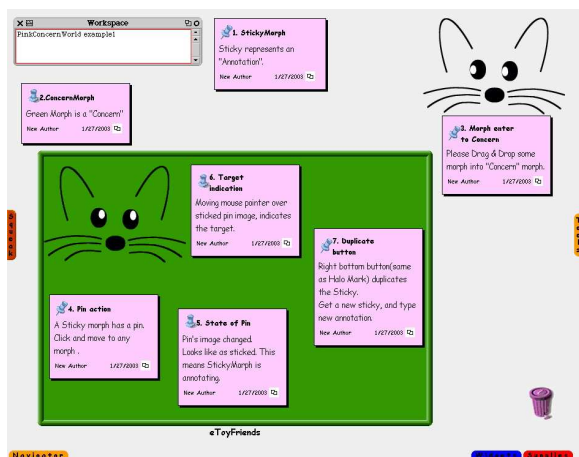 Workspace
PinkConcernWorld example1
1. StickyMorph
Sticky represents an
"Annotation".
New Author 1/27/2003
2.ConcernMorph
Green Morph is a "Concern"
New Author 1/27/2003
3. Morph enter
to Concern
Please Drag & Drop some
morph into "Concern" morph.
New Author 1/27/2003
6. Target
indication
Moving mouse pointer over
sticked pin image, indicates
the target.
New Author 1/27/2003
7. Duplicate
button
Right bottom button(same
as Halo Mark) duplicates
the Sticky.
Get a new sticky, and type
new annotation.
New Author 1/27/2003
4. Pin action
A Sticky morph has a pin.
Click and move to any
morph .
New Author 1/27/2003
5. State of Pin
Pin's image changed.
Looks like as sticked. This
means StickyMorph is
annotating.
New Author 1/27/2003
Squeak
eToyFriends
Navigator